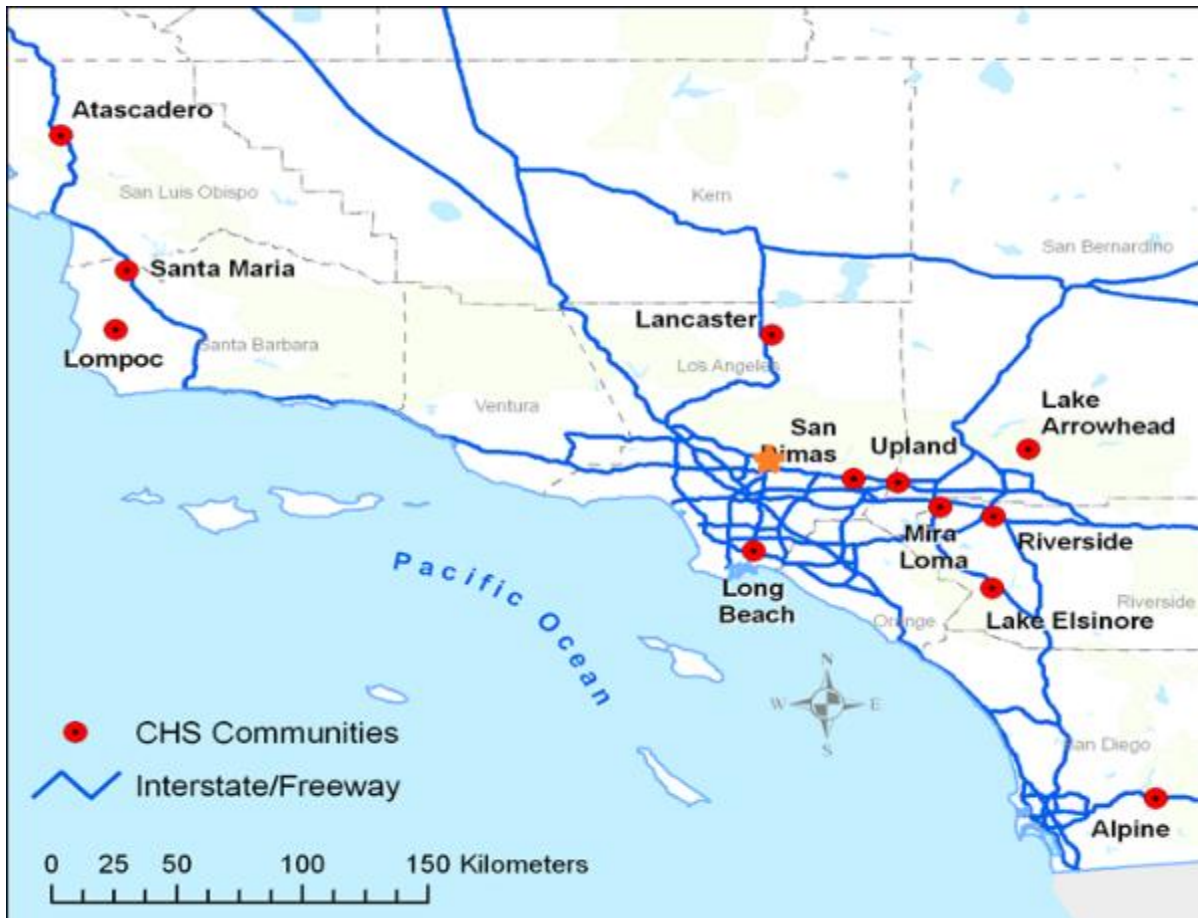 Atascadero
San Luis Obispo
Kern
San Bernardino
Santa Maria
Lancaster
Lompoc
Santa Barbara
Los Angeles
Ventura
San
Dimas
Upland
Lake
Arrowhead
Mira
Loma
Riverside
Long
Beach
Orange
Lake Elsinore
Riverside
Pacific Ocean
N
W E
S
CHS Communities
San Diego
Interstate/Freeway
Alpine
0 25 50 100 150 Kilometers